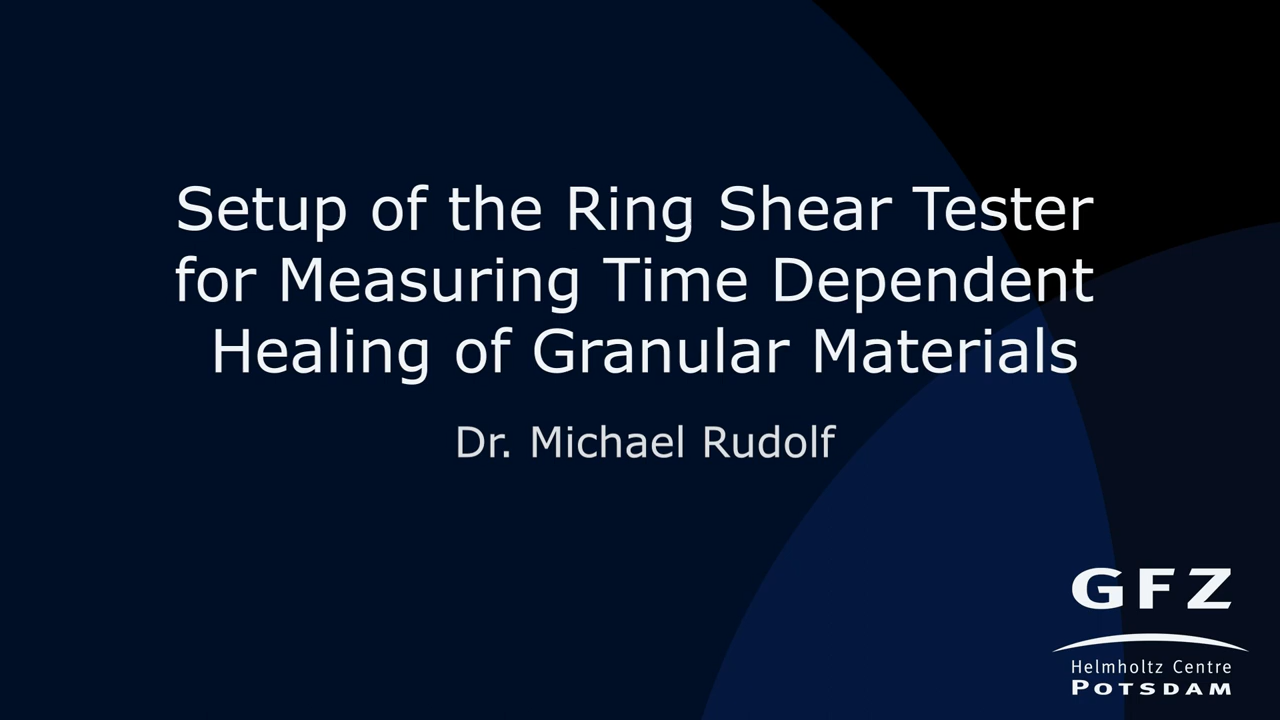 Setup of the Ring Shear Tester
for Measuring Time Dependent
Healing of Granular Materials
Dr. Michael Rudolf
GFZ
Helmholtz Centre
POTSDAM